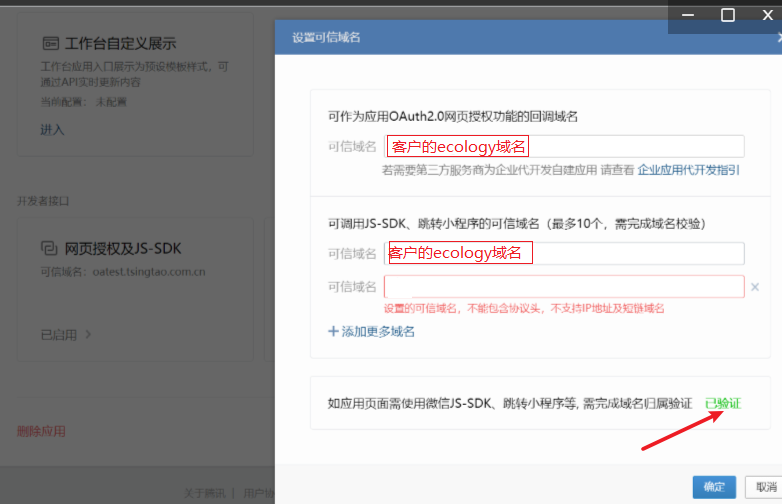 工作台自定义展示
工作台应用入口展示为预设模板样式，可
通过API实时更新内容
当前配置： 未配置
进入
开发者接口
网页授权及JS-SDK
可信域名：oatest.tsingtao.com.cn
已启用
删除应用
关于腾讯 | 用户协
设置可信域名
可作为应用OAuth2.0网页授权功能的回调域名
可信域名 客户的ecology域名
若需要第三方服务商为企业代开发自建应用 请查看 企业应用代开发指引
可调用JS-SDK、跳转小程序的可信域名（最多10个，需完成域名校验）
可信域名 客户的ecology域名
可信域名
设置的可信域名，不能包含协议头，不支持IP地址及短链域名
+ 添加更多域名
如应用页面需使用微信JS-SDK、跳转小程序等, 需完成域名归属验证 已验证
确定 取消